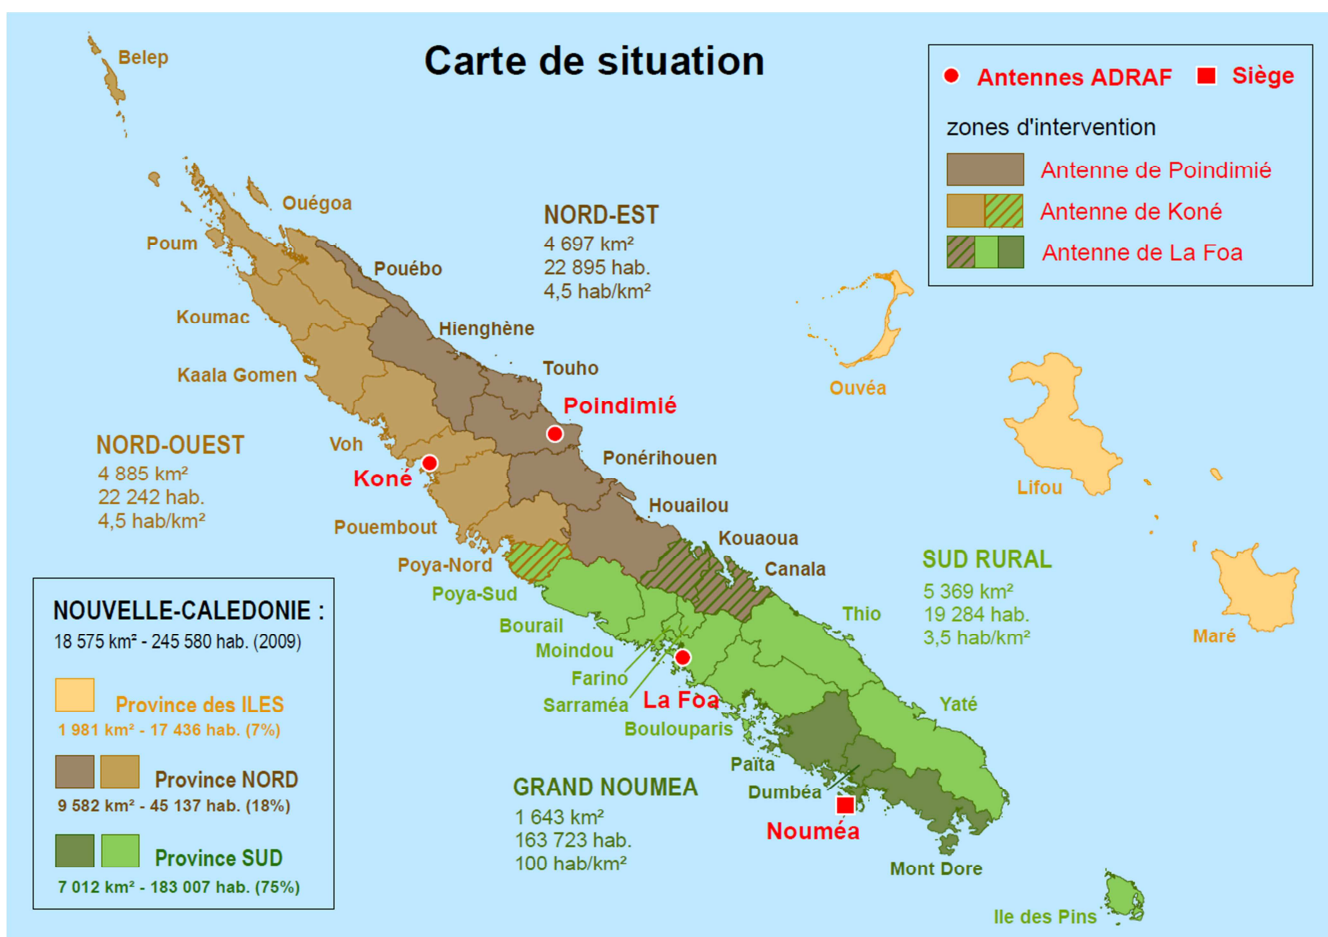 Carte de situation
Antennes ADRAF
Siège
zones d'intervention
Antenne de Poindimié
Antenne de Koné
Antenne de La Foa
Belep
Ouégoa
Poum
Pouébo
Koumac
Hienghène
Kaala Gomen
Touho
Poindimié
Voh
Koné
Ponérihouen
Houailou
Pouembout
Kouaoua
Poya-Nord
Canala
Poya-Sud
Thio
Bourail
Moindou
Farino
Sarraméa
La Foa
Boulouparis
Yaté
Païta
Dumbéa
Nouméa
Mont Dore
Ile des Pins
Ouvéa
Lifou
Maré
NORD-EST
4 697 km²
22 895 hab.
4,5 hab/km²
NORD-OUEST
4 885 km²
22 242 hab.
4,5 hab/km²
SUD RURAL
5 369 km²
19 284 hab.
3,5 hab/km²
GRAND NOUMEA
1 643 km²
163 723 hab.
100 hab/km²
NOUVELLE-CALEDONIE :
18 575 km² - 245 580 hab. (2009)
Province des ILES
1 981 km² - 17 436 hab. (7%)
Province NORD
9 582 km² - 45 137 hab. (18%)
Province SUD
7 012 km² - 183 007 hab. (75%)